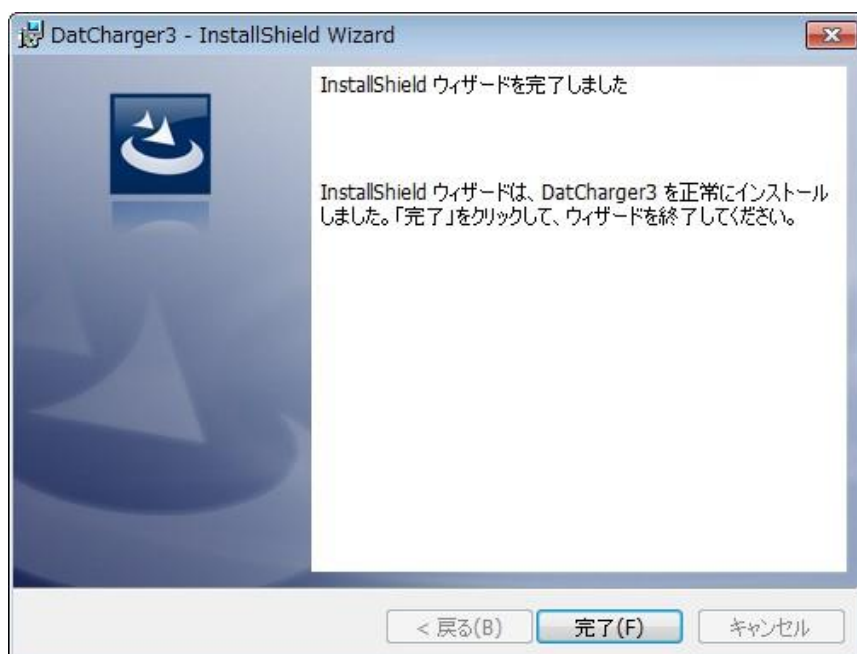 DatCharger3 - InstallShield Wizard
InstallShield ウィザードを完了しました
InstallShield ウィザードは、DatCharger3 を正常にインストール
しました。「完了」をクリックして、ウィザードを終了してください。
< 戻る(B)
完了(F)
キャンセル